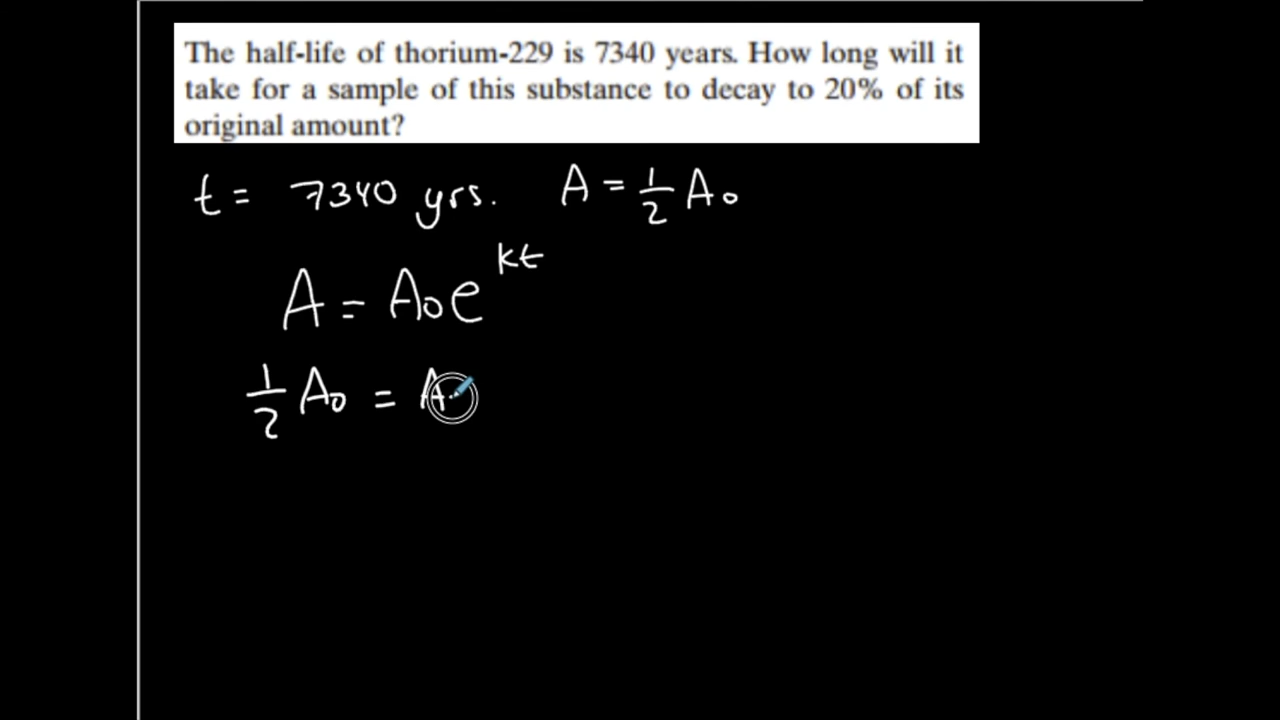 The half-life of thorium-229 is 7340 years. How long will it
take for a sample of this substance to decay to 20% of its
original amount?
t = 7340 yrs. A = 1/2 A₀
A = A₀e^kt
1/2 A₀ = A